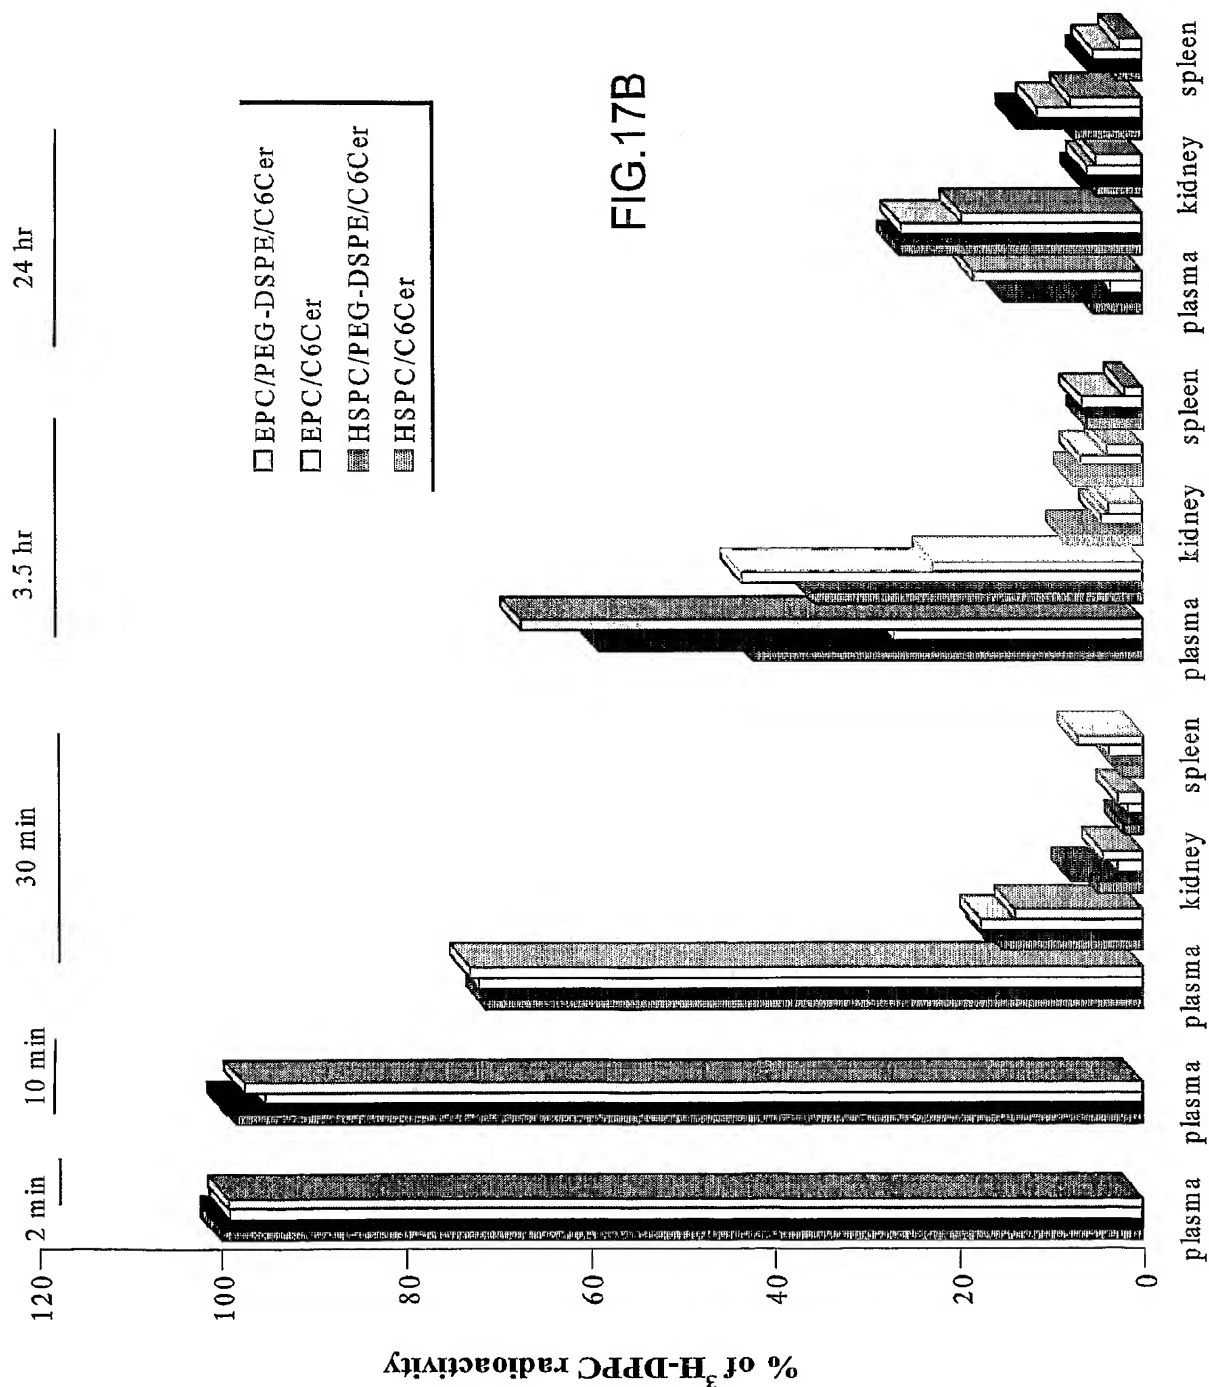 FIG.17B
2 min
10 min
30 min
3.5 hr
24 hr
EPC/PEG-DSPE/C6Cer
EPC/C6Cer
HSPC/PEG-DSPE/C6Cer
HSPC/C6Cer
% of ³H-DPPC radioactivity
120
100
80
60
40
20
0
plasma
plasma
plasma
kidney
spleen
plasma
kidney
spleen
plasma
kidney
spleen